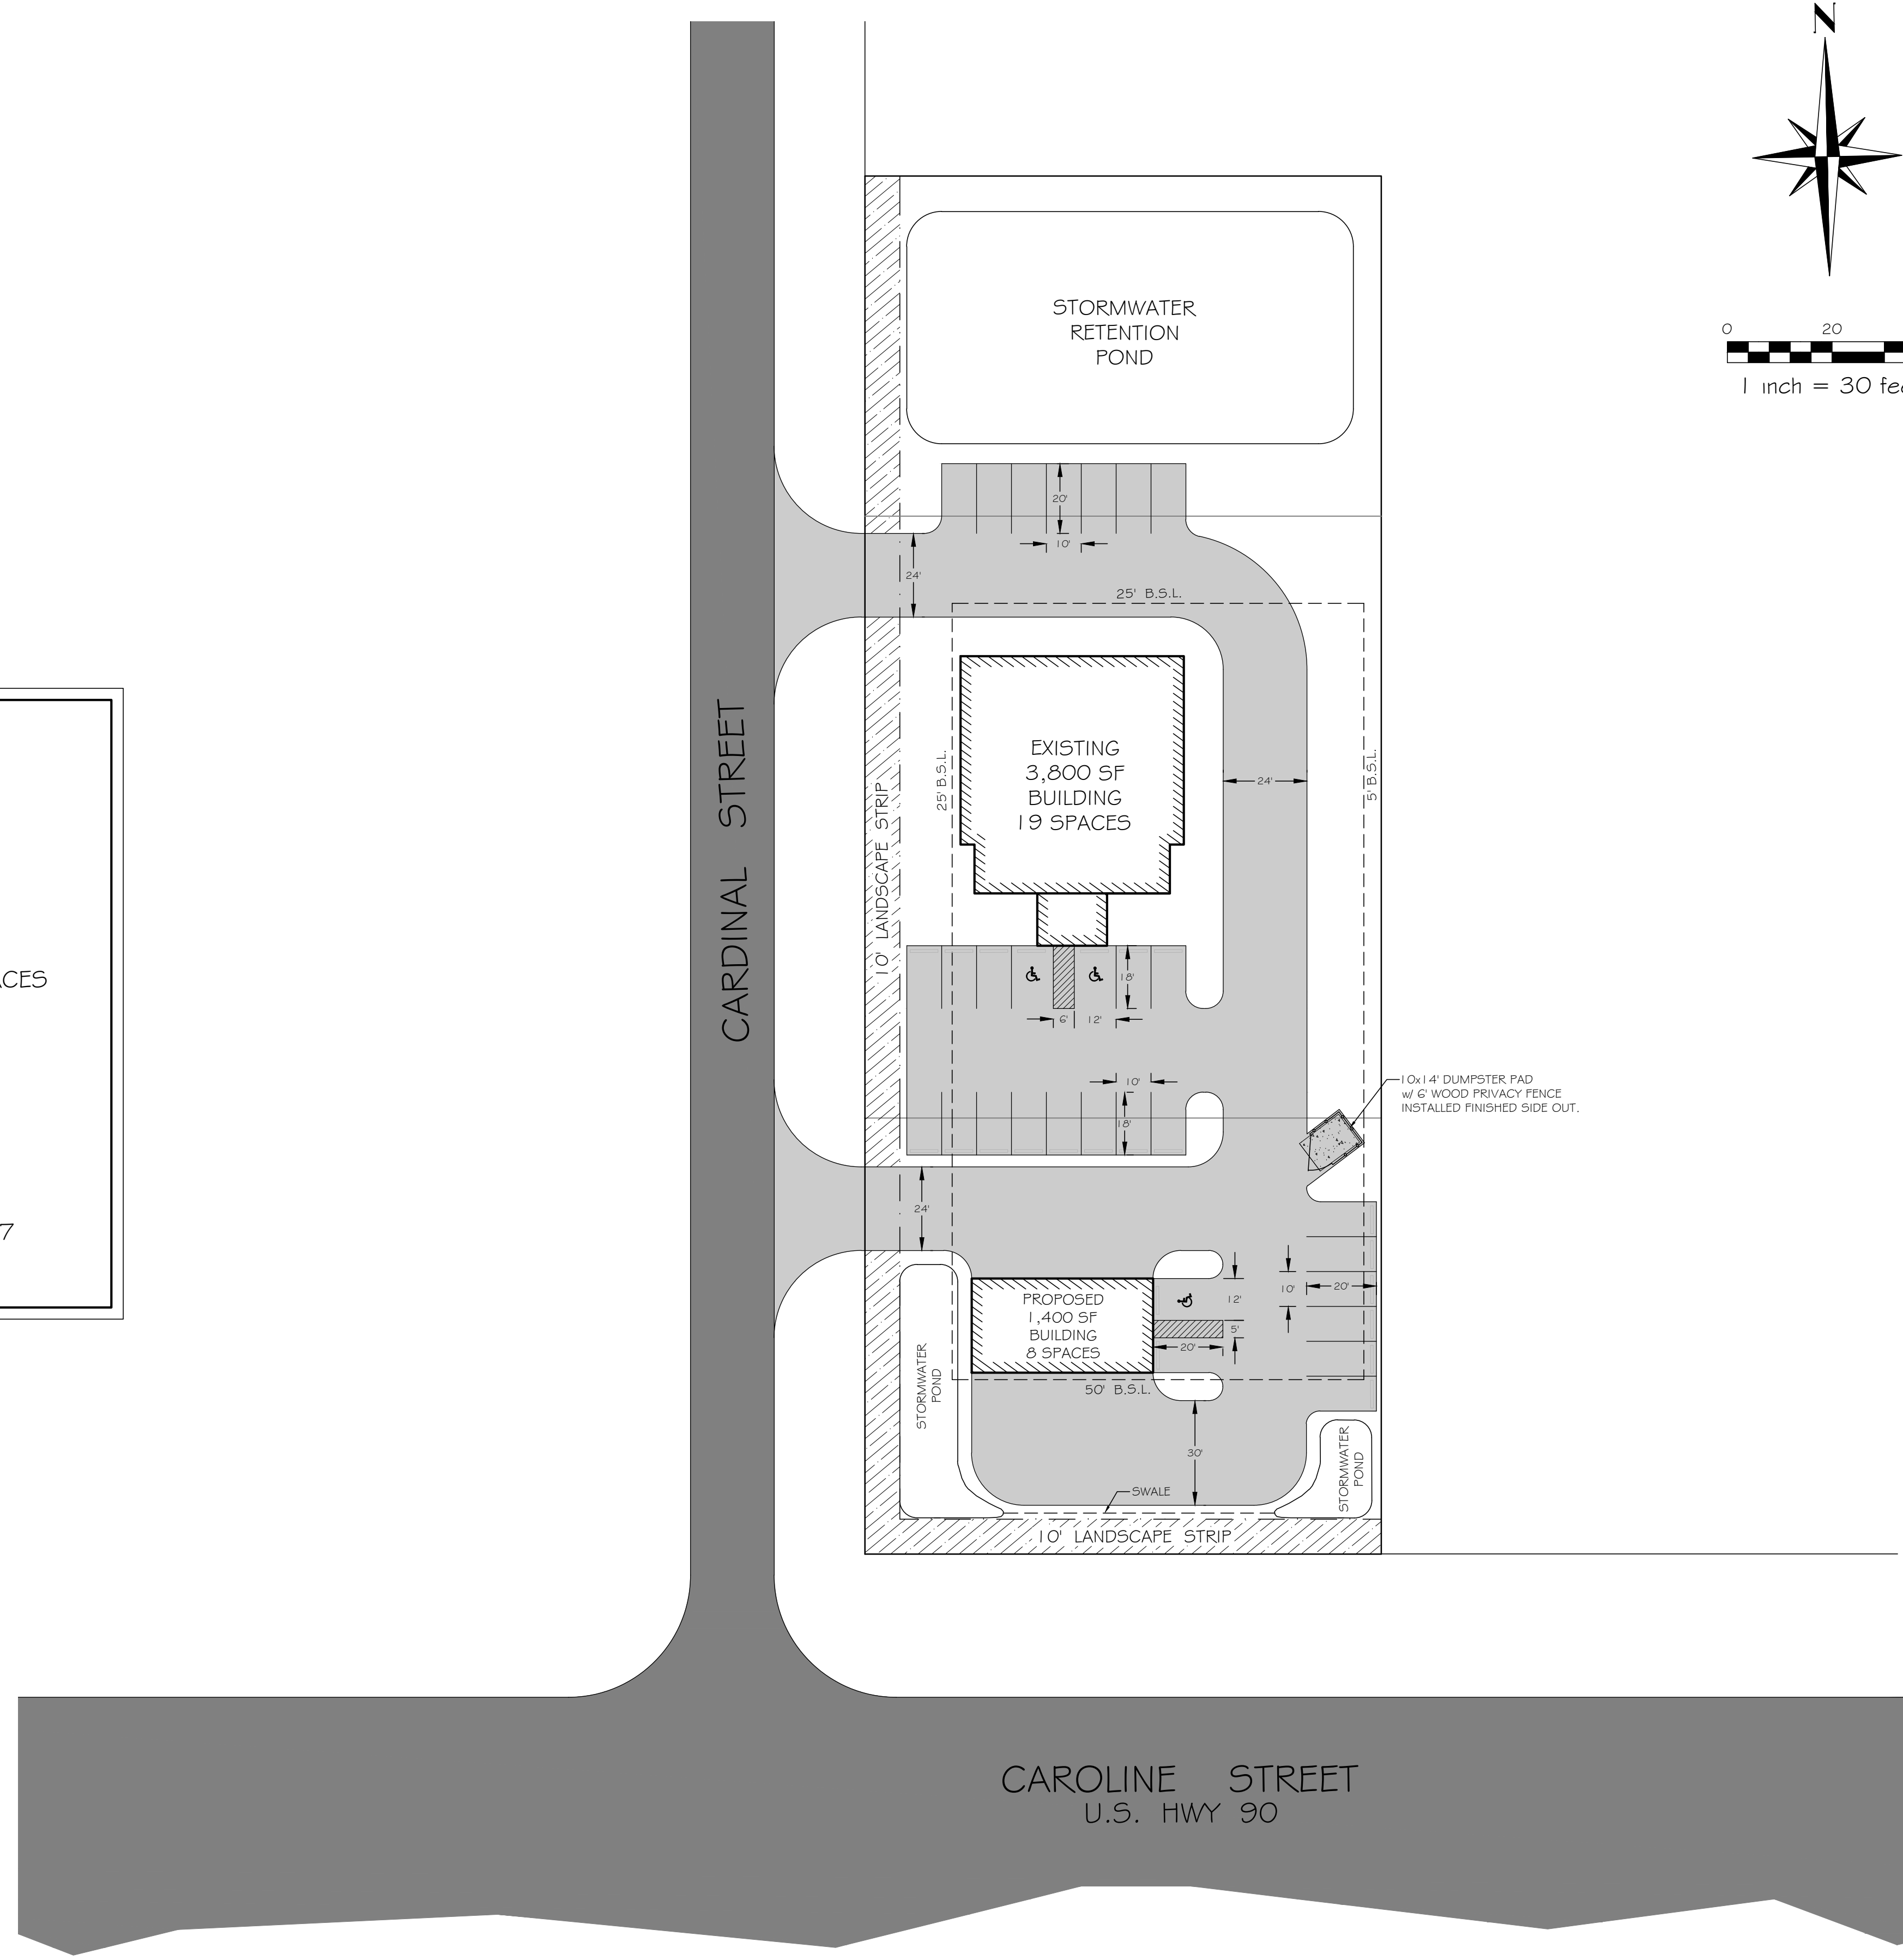 N
0 20
1 inch = 30 fe
STORMWATER
RETENTION
POND
20'
10'
24'
25' B.S.L.
EXISTING
3,800 SF
BUILDING
19 SPACES
25' B.S.L.
24'
5' B.S.L.
10' LANDSCAPE STRIP
CARDINAL STREET
ACES
18'
6'
12'
10'
18'
10x14' DUMPSTER PAD
w/ 6' WOOD PRIVACY FENCE
INSTALLED FINISHED SIDE OUT.
7
24'
PROPOSED
1,400 SF
BUILDING
8 SPACES
12'
5'
20'
10'
20'
50' B.S.L.
STORMWATER
POND
30'
STORMWATER
POND
SWALE
10' LANDSCAPE STRIP
CAROLINE STREET
U.S. HWY 90